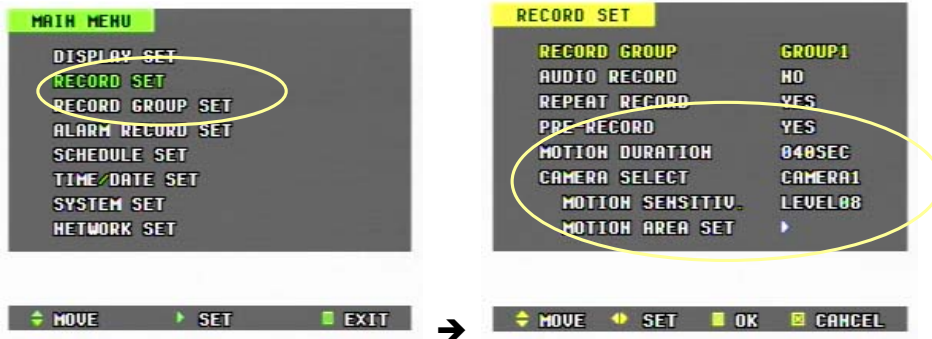 MAIN MENU
DISPLAY SET
RECORD SET
RECORD GROUP SET
ALARM RECORD SET
SCHEDULE SET
TIME/DATE SET
SYSTEM SET
NETWORK SET
MOVE SET EXIT
RECORD SET
RECORD GROUP GROUP1
AUDIO RECORD NO
REPEAT RECORD YES
PRE-RECORD YES
MOTION DURATION 040SEC
CAMERA SELECT CAMERA1
MOTION SENSITIV. LEVEL08
MOTION AREA SET
MOVE SET OK CANCEL